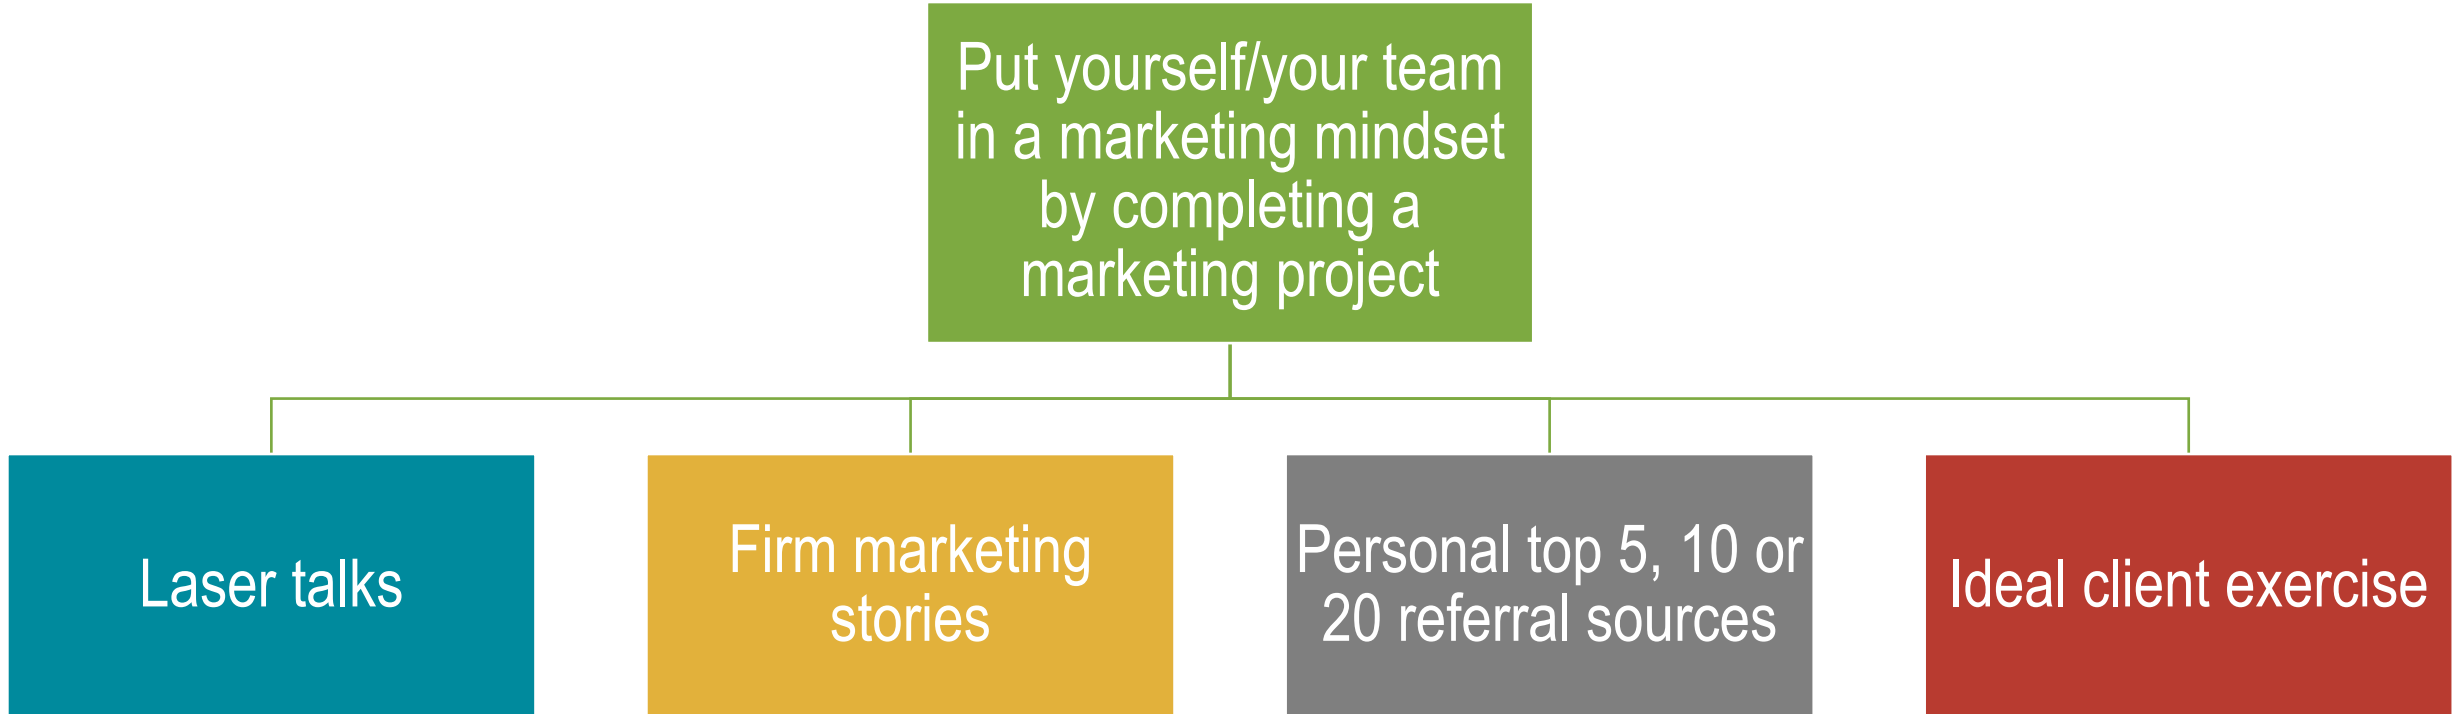 Put yourself/your team
in a marketing mindset
by completing a
marketing project
Laser talks
Firm marketing
stories
Personal top 5, 10 or
20 referral sources
Ideal client exercise